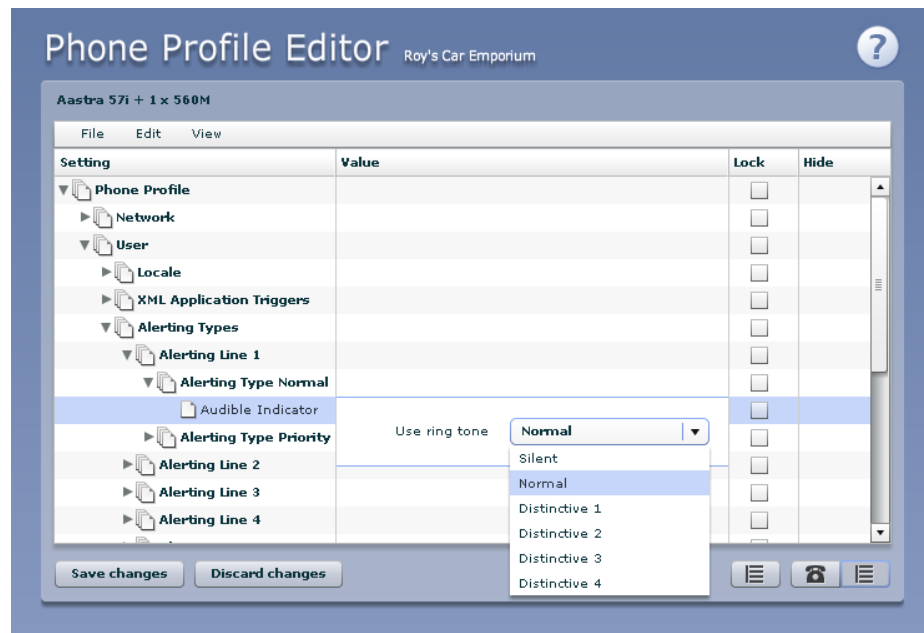 Phone Profile Editor Roy's Car Emporium ?
Aastra 57i + 1 x 560M
File Edit View
Setting Value Lock Hide
Phone Profile
Network
User
Locale
XML Application Triggers
Alerting Types
Alerting Line 1
Alerting Type Normal
Audible Indicator
Use ring tone Normal
Alerting Type Priority
Silent
Alerting Line 2
Normal
Alerting Line 3
Distinctive 1
Alerting Line 4
Distinctive 2
Distinctive 3
Distinctive 4
Save changes Discard changes